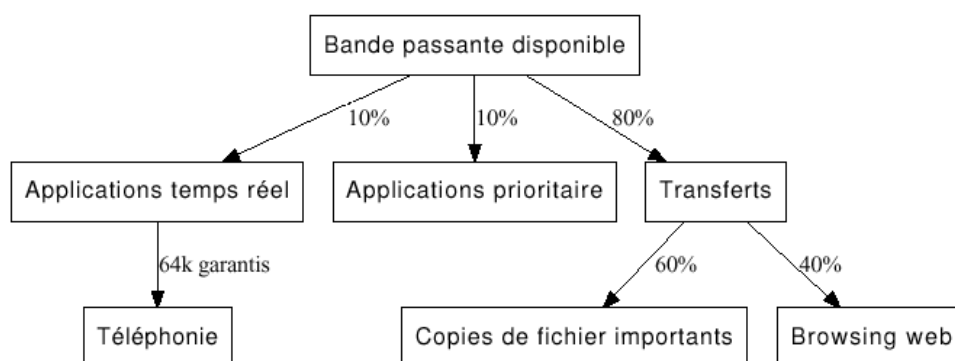 Bande passante disponible
10%
10%
80%
Applications temps réel
Applications prioritaire
Transferts
64k garantis
60%
40%
Téléphonie
Copies de fichier importants
Browsing web